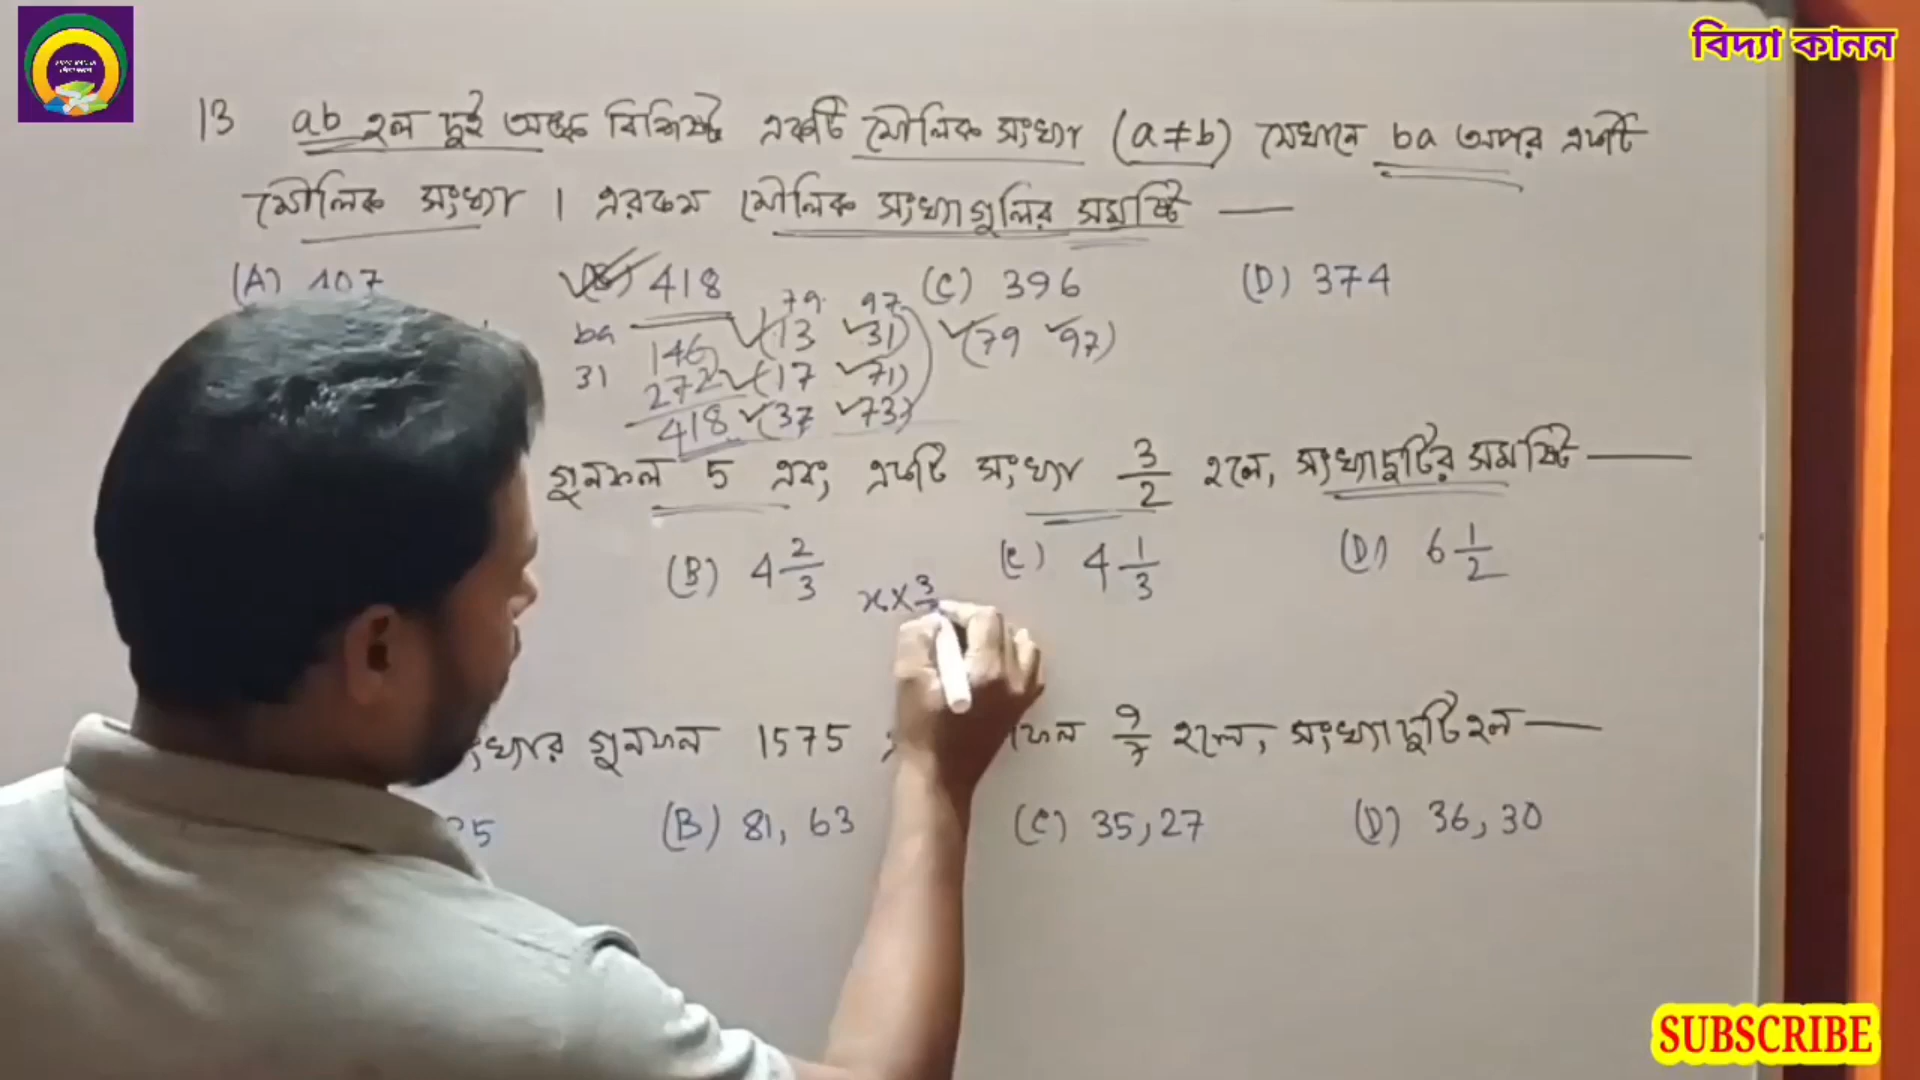 বিদ্যা কানন
13 ab হল দুই অঙ্ক বিশিষ্ট একটি মৌলিক সংখ্যা (a≠b) যেখানে ba অপর একটি
মৌলিক সংখ্যা । এরকম মৌলিক সংখ্যাগুলির সমষ্টি —
(A) 407 (B) 418 (C) 396 (D) 374
79 97
ba 146 (13 31) (79 97)
31 272 (17 71)
418 (37 73)
গুনফল 5 এবং একটি সংখ্যা 3/2 হলে, সংখ্যাদুটির সমষ্টি —
(B) 4 2/3 (C) 4 1/3 (D) 6 1/2
x × 3
সংখ্যার গুনফল 1575 9/7 হলে, সংখ্যাদুটি হল —
35 (B) 81, 63 (C) 35, 27 (D) 36, 30
SUBSCRIBE